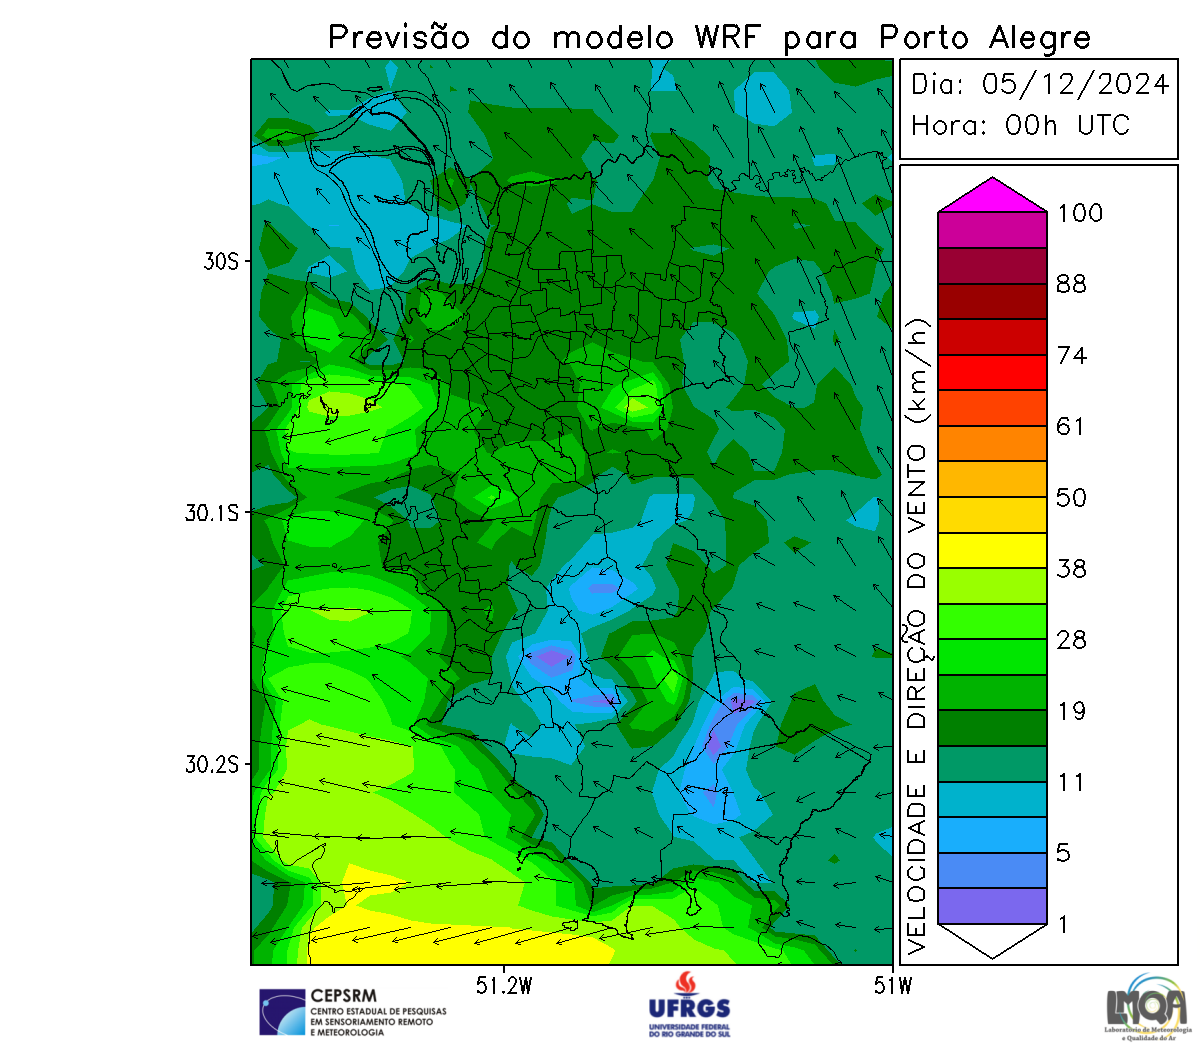 Previsão do modelo WRF para Porto Alegre
Dia: 05/12/2024
Hora: 00h UTC
30S
30.1S
30.2S
51.2W
51W
VELOCIDADE E DIREÇÃO DO VENTO (km/h)
100
88
74
61
50
38
28
19
11
5
1
CEPSRM
CENTRO ESTADUAL DE PESQUISAS
EM SENSORIAMENTO REMOTO
E METEOROLOGIA
UFRGS
UNIVERSIDADE FEDERAL
DO RIO GRANDE DO SUL
LMQA
Laboratório de Meteorologia
e Qualidade do Ar